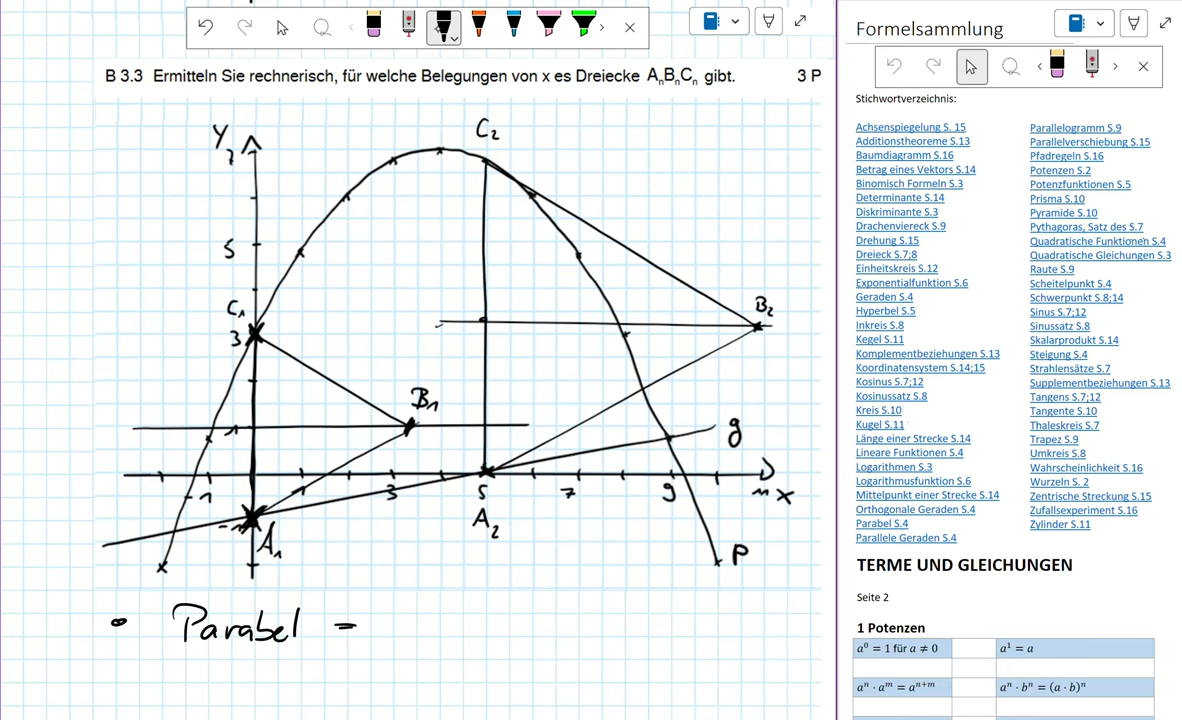 Formelsammlung
B 3.3 Ermitteln Sie rechnerisch, für welche Belegungen von x es Dreiecke AₙBₙCₙ gibt. 3 P
Stichwortverzeichnis:
Achsenspiegelung S. 15
Additionstheoreme S.13
Baumdiagramm S.16
Betrag eines Vektors S.14
Binomisch Formeln S.3
Determinante S.14
Diskriminante S.3
Drachenviereck S.9
Drehung S.15
Dreieck S.7;8
Einheitskreis S.12
Exponentialfunktion S.6
Geraden S.4
Hyperbel S.5
Inkreis S.8
Kegel S.11
Komplementbeziehungen S.13
Koordinatensystem S.14;15
Kosinus S.7;12
Kosinussatz S.8
Kreis S.10
Kugel S.11
Länge einer Strecke S.14
Lineare Funktionen S.4
Logarithmen S.3
Logarithmusfunktion S.6
Mittelpunkt einer Strecke S.14
Orthogonale Geraden S.4
Parabel S.4
Parallele Geraden S.4
Parallelogramm S.9
Parallelverschiebung S.15
Pfadregeln S.16
Potenzen S.2
Potenzfunktionen S.5
Prisma S.10
Pyramide S.10
Pythagoras, Satz des S.7
Quadratische Funktionen S.4
Quadratische Gleichungen S.3
Raute S.9
Scheitelpunkt S.4
Schwerpunkt S.8;14
Sinus S.7;12
Sinussatz S.8
Skalarprodukt S.14
Steigung S.4
Strahlensätze S.7
Supplementbeziehungen S.13
Tangens S.7;12
Tangente S.10
Thaleskreis S.7
Trapez S.9
Umkreis S.8
Wahrscheinlichkeit S.16
Wurzeln S. 2
Zentrische Streckung S.15
Zufallsexperiment S.16
Zylinder S.11
TERME UND GLEICHUNGEN
Seite 2
1 Potenzen
a⁰ = 1 für a ≠ 0
a¹ = a
aⁿ · aᵐ = aⁿ⁺ᵐ
aⁿ · bⁿ = (a · b)ⁿ
Y
7
C₂
5
C₁
3
B₂
B₁
1
g
-1
1
3
5
7
9
11
X
-1
A₁
A₂
P
• Parabel =